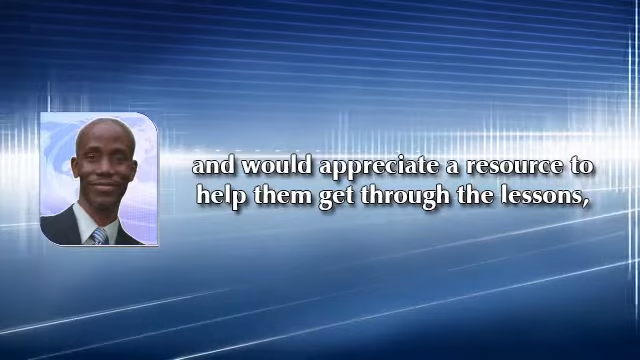 and would appreciate a resource to
help them get through the lessons,